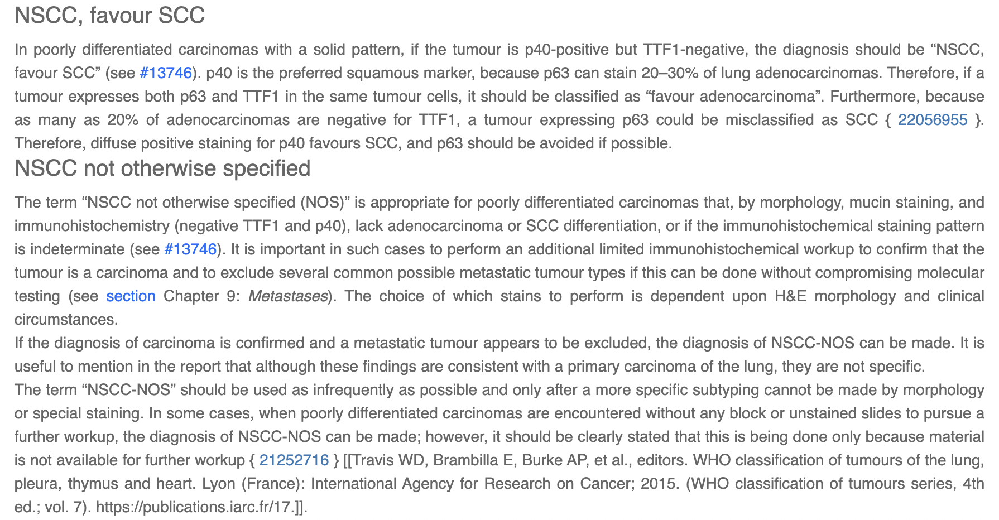 NSCC, favour SCC
In poorly differentiated carcinomas with a solid pattern, if the tumour is p40-positive but TTF1-negative, the diagnosis should be “NSCC,
favour SCC” (see #13746). p40 is the preferred squamous marker, because p63 can stain 20–30% of lung adenocarcinomas. Therefore, if a
tumour expresses both p63 and TTF1 in the same tumour cells, it should be classified as “favour adenocarcinoma”. Furthermore, because
as many as 20% of adenocarcinomas are negative for TTF1, a tumour expressing p63 could be misclassified as SCC { 22056955 }.
Therefore, diffuse positive staining for p40 favours SCC, and p63 should be avoided if possible.
NSCC not otherwise specified
The term “NSCC not otherwise specified (NOS)” is appropriate for poorly differentiated carcinomas that, by morphology, mucin staining, and
immunohistochemistry (negative TTF1 and p40), lack adenocarcinoma or SCC differentiation, or if the immunohistochemical staining pattern
is indeterminate (see #13746). It is important in such cases to perform an additional limited immunohistochemical workup to confirm that the
tumour is a carcinoma and to exclude several common possible metastatic tumour types if this can be done without compromising molecular
testing (see section Chapter 9: Metastases). The choice of which stains to perform is dependent upon H&E morphology and clinical
circumstances.
If the diagnosis of carcinoma is confirmed and a metastatic tumour appears to be excluded, the diagnosis of NSCC-NOS can be made. It is
useful to mention in the report that although these findings are consistent with a primary carcinoma of the lung, they are not specific.
The term “NSCC-NOS” should be used as infrequently as possible and only after a more specific subtyping cannot be made by morphology
or special staining. In some cases, when poorly differentiated carcinomas are encountered without any block or unstained slides to pursue a
further workup, the diagnosis of NSCC-NOS can be made; however, it should be clearly stated that this is being done only because material
is not available for further workup { 21252716 } [[Travis WD, Brambilla E, Burke AP, et al., editors. WHO classification of tumours of the lung,
pleura, thymus and heart. Lyon (France): International Agency for Research on Cancer; 2015. (WHO classification of tumours series, 4th
ed.; vol. 7). https://publications.iarc.fr/17.]].